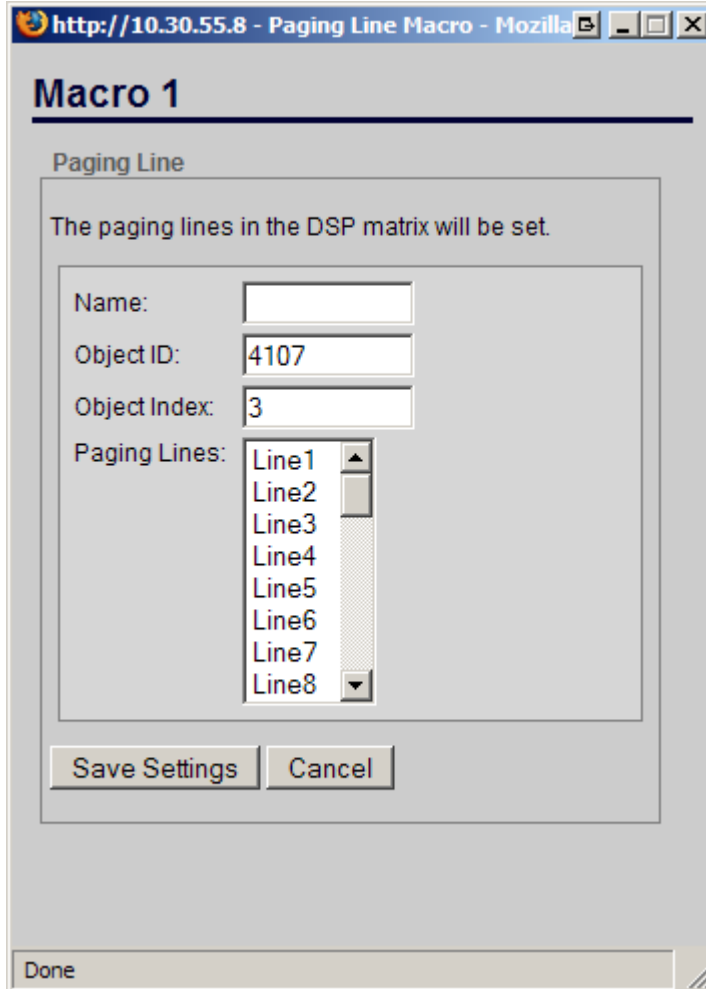 http://10.30.55.8 - Paging Line Macro - Mozilla
Macro 1
Paging Line
The paging lines in the DSP matrix will be set.
Name:
Object ID: 4107
Object Index: 3
Paging Lines:
Line1
Line2
Line3
Line4
Line5
Line6
Line7
Line8
Save Settings Cancel
Done